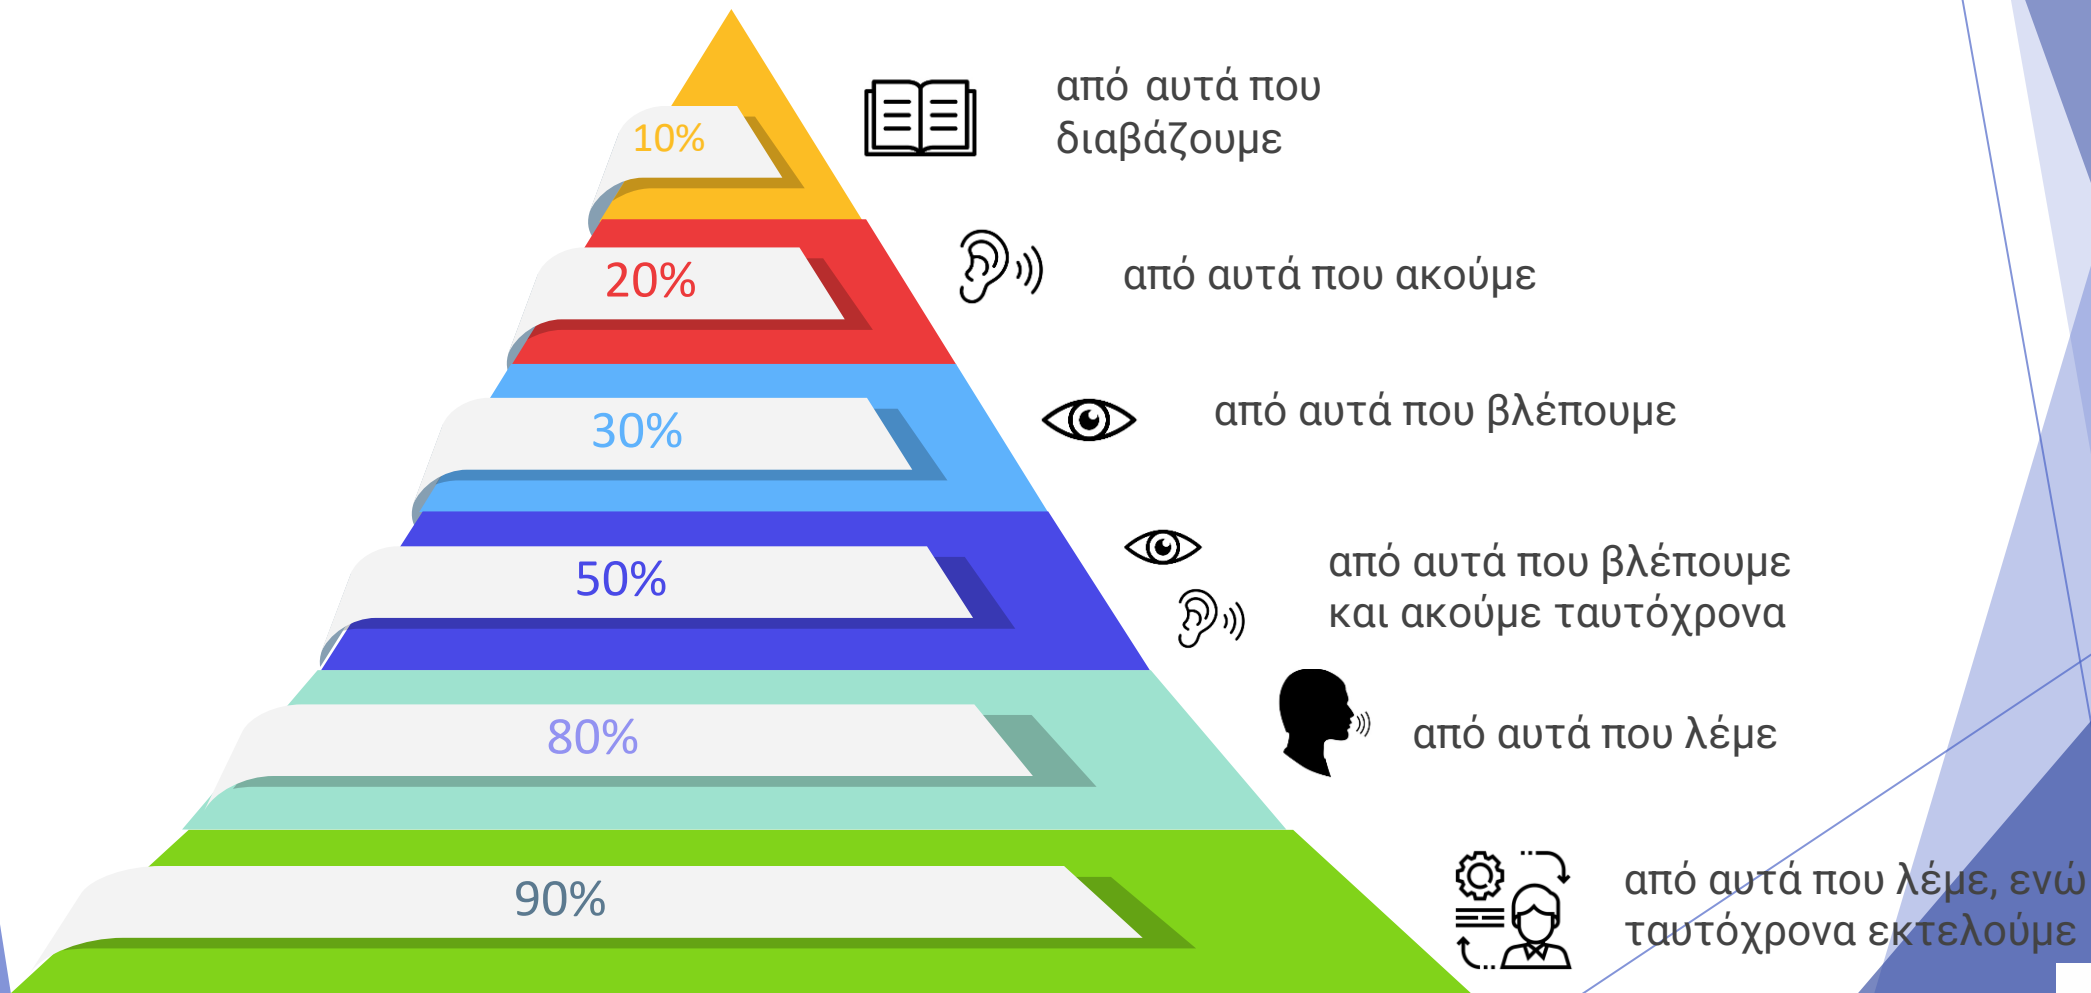 10%
από αυτά που
διαβάζουμε
20%
από αυτά που ακούμε
30%
από αυτά που βλέπουμε
50%
από αυτά που βλέπουμε
και ακούμε ταυτόχρονα
80%
από αυτά που λέμε
90%
από αυτά που λέμε, ενώ
ταυτόχρονα εκτελούμε